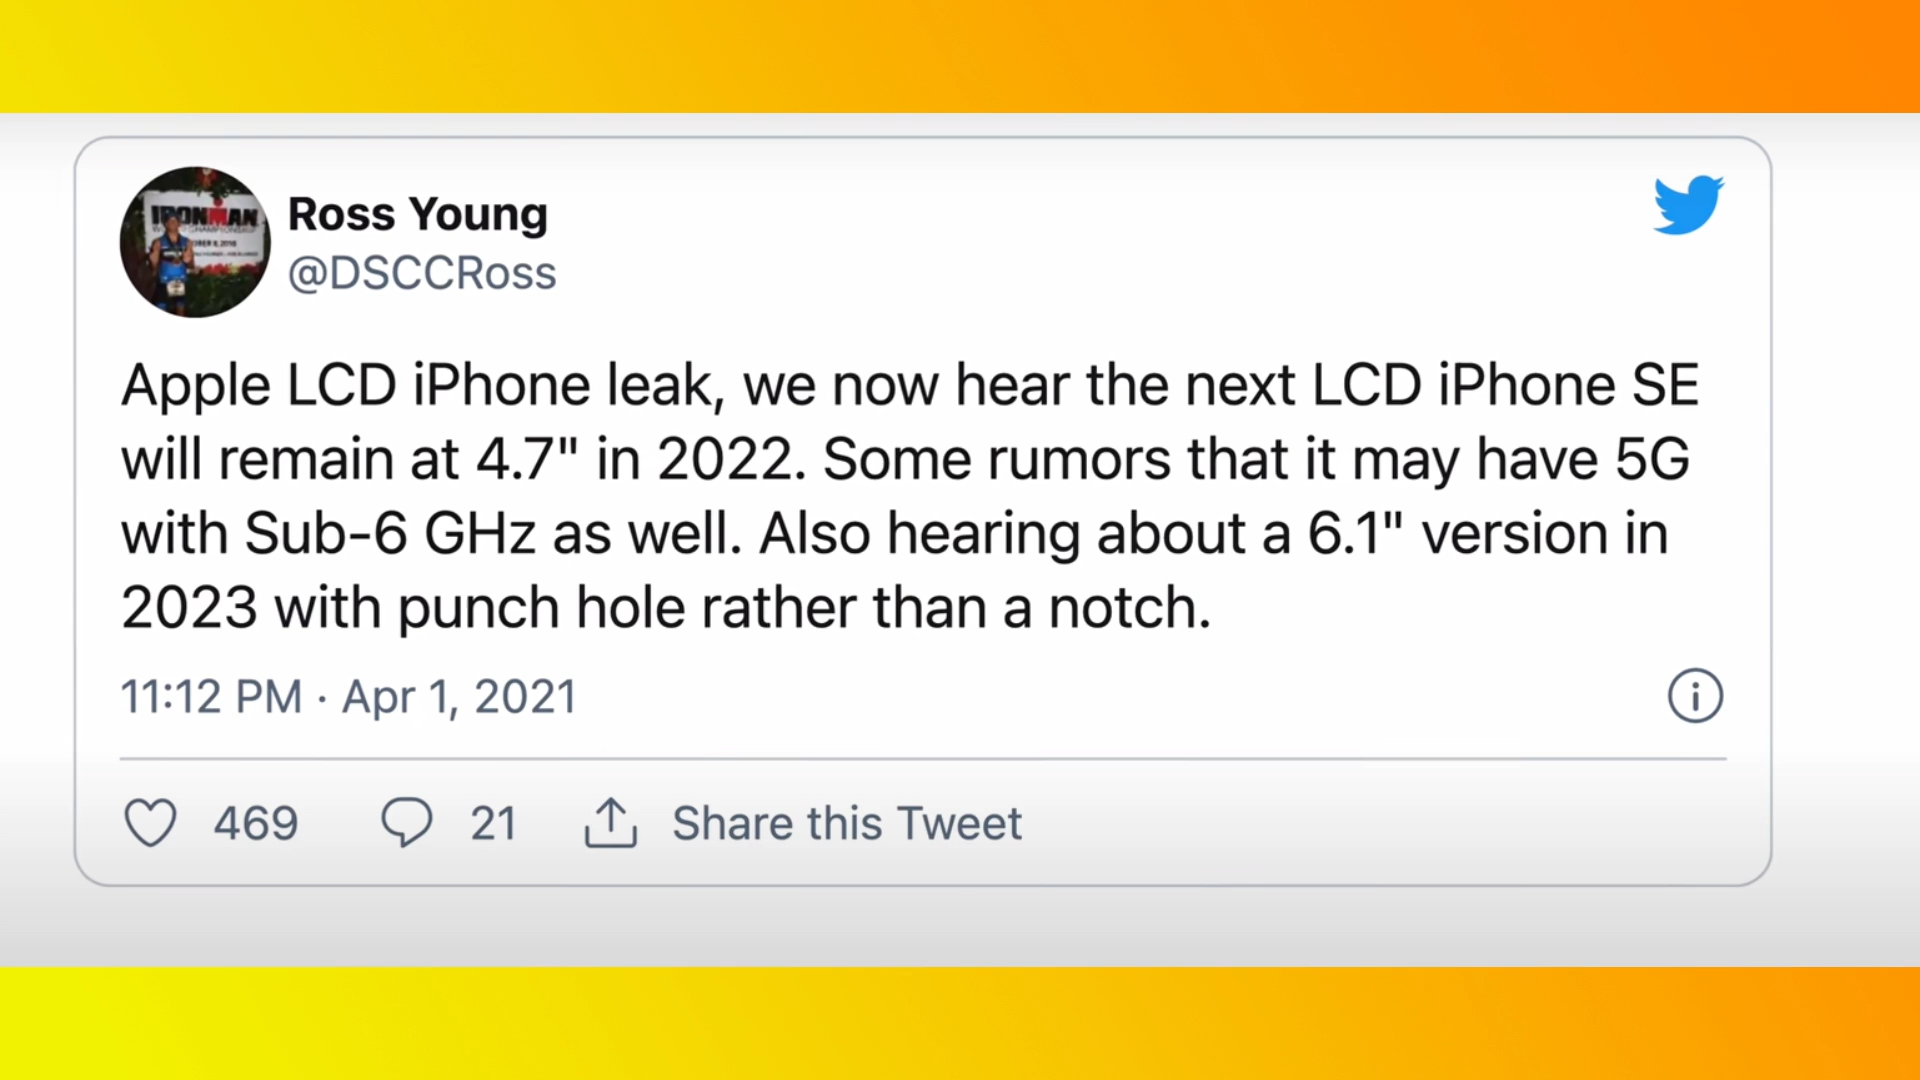 IRONMAN
Ross Young
@DSCCRoss
Apple LCD iPhone leak, we now hear the next LCD iPhone SE
will remain at 4.7" in 2022. Some rumors that it may have 5G
with Sub-6 GHz as well. Also hearing about a 6.1" version in
2023 with punch hole rather than a notch.
11:12 PM · Apr 1, 2021
469 21 Share this Tweet